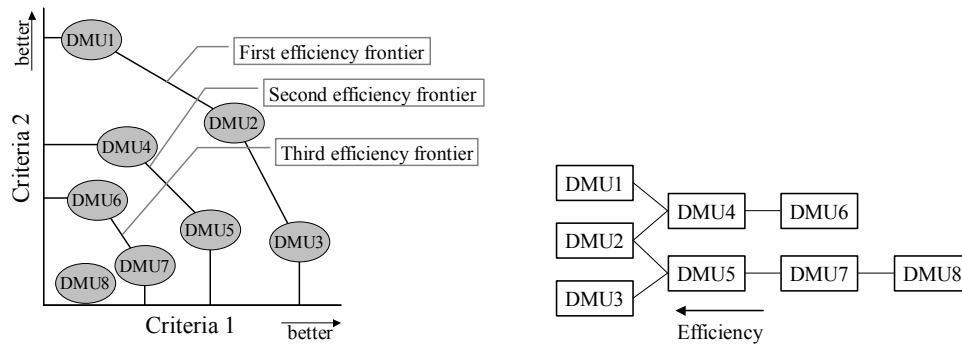 better
Criteria 2
DMU1
First efficiency frontier
Second efficiency frontier
DMU2
DMU4
Third efficiency frontier
DMU6
DMU5
DMU3
DMU7
DMU8
Criteria 1
better
DMU1
DMU4
DMU6
DMU2
DMU5
DMU7
DMU8
DMU3
Efficiency